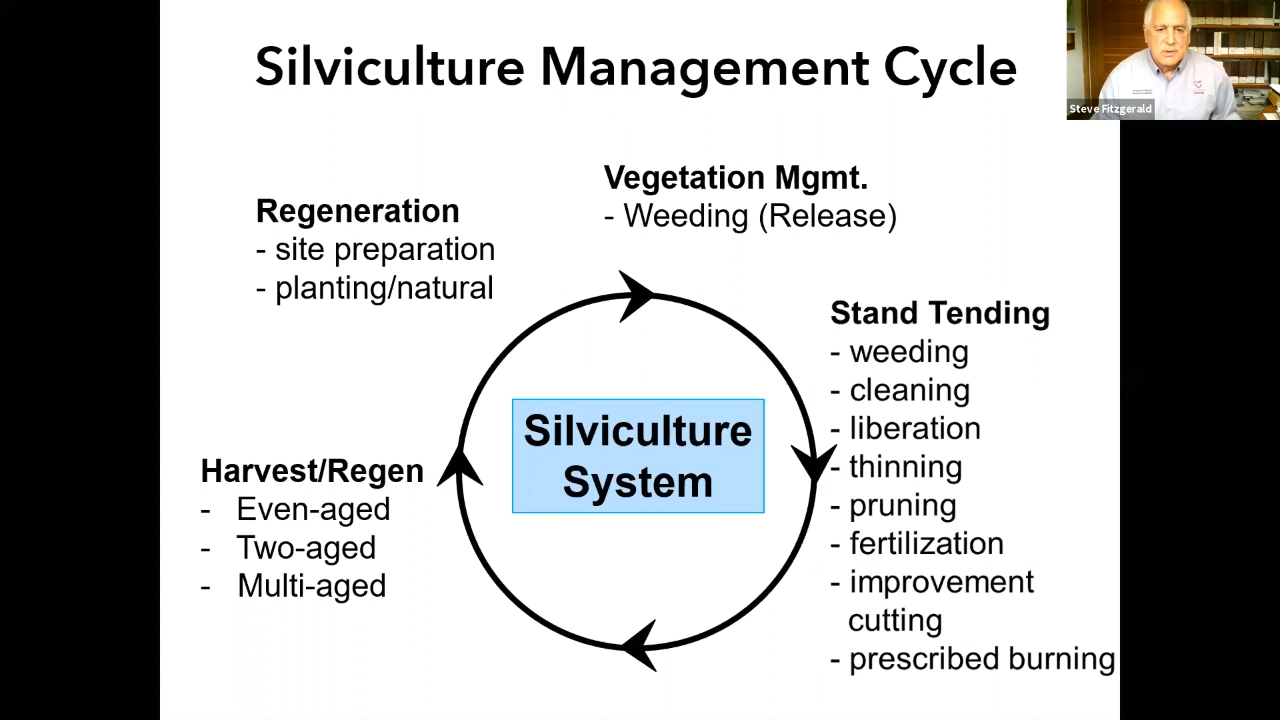 Silviculture Management Cycle
Steve Fitzgerald
Vegetation Mgmt.
- Weeding (Release)
Regeneration
- site preparation
- planting/natural
Stand Tending
- weeding
- cleaning
- liberation
- thinning
- pruning
- fertilization
- improvement
cutting
- prescribed burning
Silviculture
System
Harvest/Regen
- Even-aged
- Two-aged
- Multi-aged